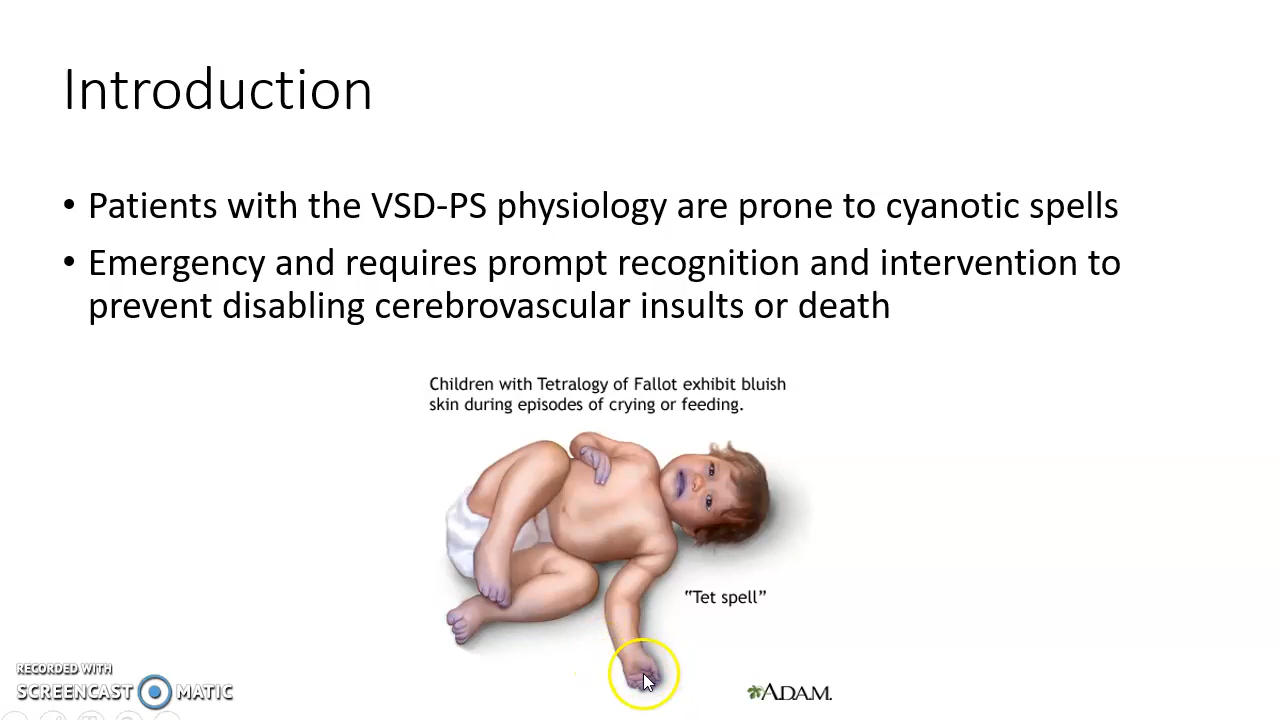 Introduction
• Patients with the VSD-PS physiology are prone to cyanotic spells
• Emergency and requires prompt recognition and intervention to
prevent disabling cerebrovascular insults or death
Children with Tetralogy of Fallot exhibit bluish
skin during episodes of crying or feeding.
“Tet spell”
RECORDED WITH
SCREENCAST MATIC
ADAM.